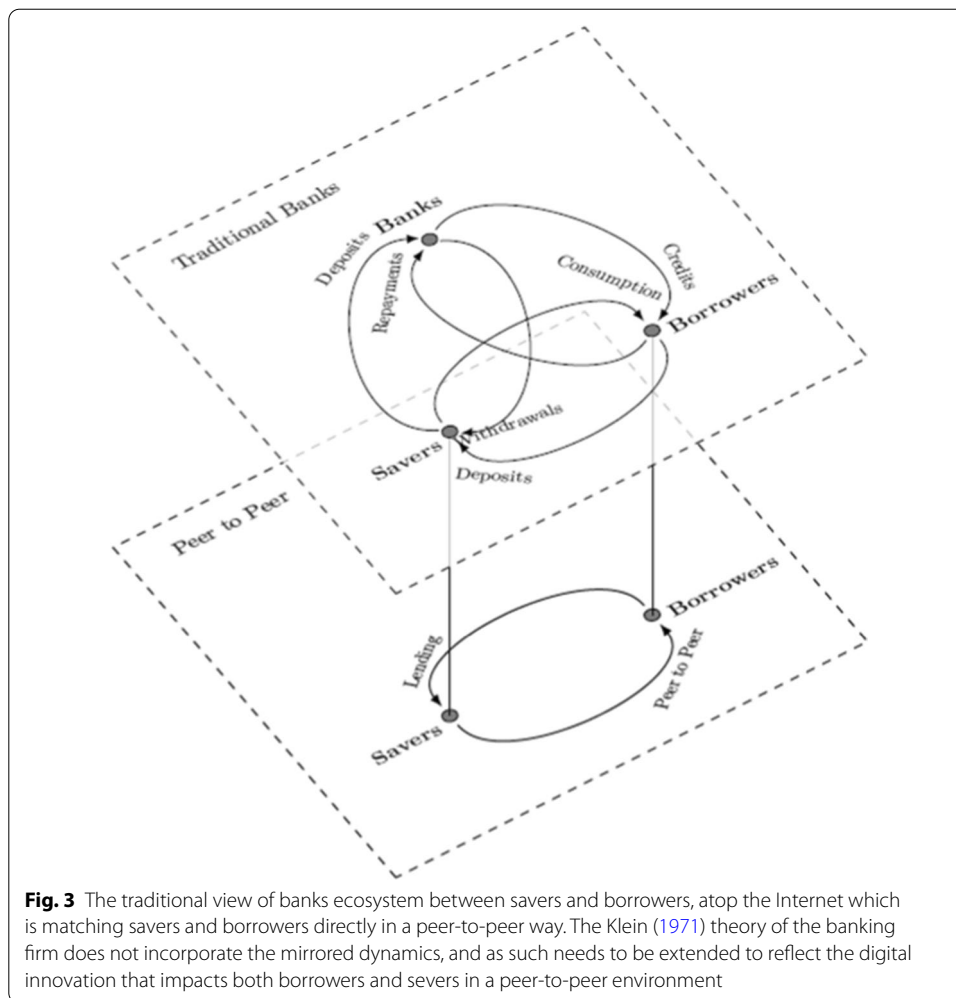 Traditional Banks
Banks
Deposits
Repayments
Consumption
Credits
Borrowers
Withdrawals
Savers
Deposits
Peer to Peer
Borrowers
Lending
Peer to Peer
Savers
Fig. 3 The traditional view of banks ecosystem between savers and borrowers, atop the Internet which
is matching savers and borrowers directly in a peer-to-peer way. The Klein (1971) theory of the banking
firm does not incorporate the mirrored dynamics, and as such needs to be extended to reflect the digital
innovation that impacts both borrowers and severs in a peer-to-peer environment